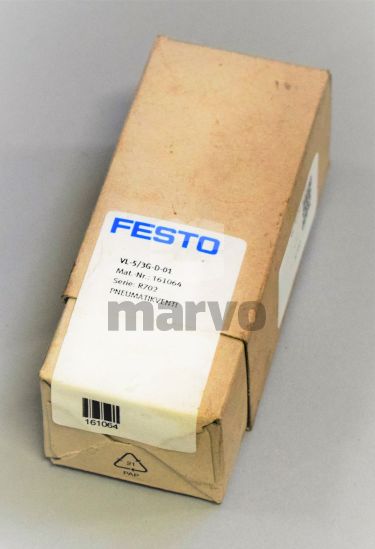 FESTO
VL-5/3G-D-01
Mat.-Nr.: 161064
Serie: R702
PNEUMATIKVENTI
marvo
161064
21
PAP